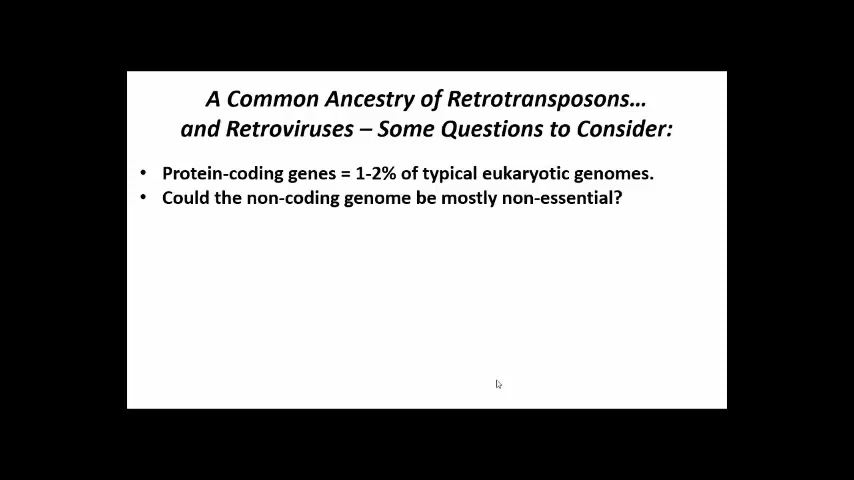 A Common Ancestry of Retrotransposons…
and Retroviruses – Some Questions to Consider:
• Protein-coding genes = 1-2% of typical eukaryotic genomes.
• Could the non-coding genome be mostly non-essential?